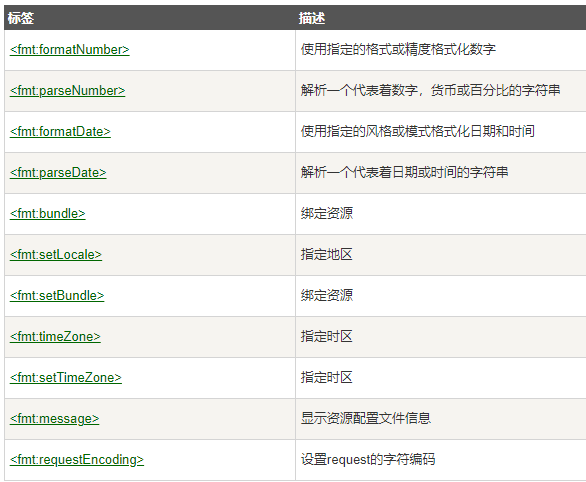 标签 描述
<fmt:formatNumber> 使用指定的格式或精度格式化数字
<fmt:parseNumber> 解析一个代表着数字，货币或百分比的字符串
<fmt:formatDate> 使用指定的风格或模式格式化日期和时间
<fmt:parseDate> 解析一个代表着日期或时间的字符串
<fmt:bundle> 绑定资源
<fmt:setLocale> 指定地区
<fmt:setBundle> 绑定资源
<fmt:timeZone> 指定时区
<fmt:setTimeZone> 指定时区
<fmt:message> 显示资源配置文件信息
<fmt:requestEncoding> 设置request的字符编码